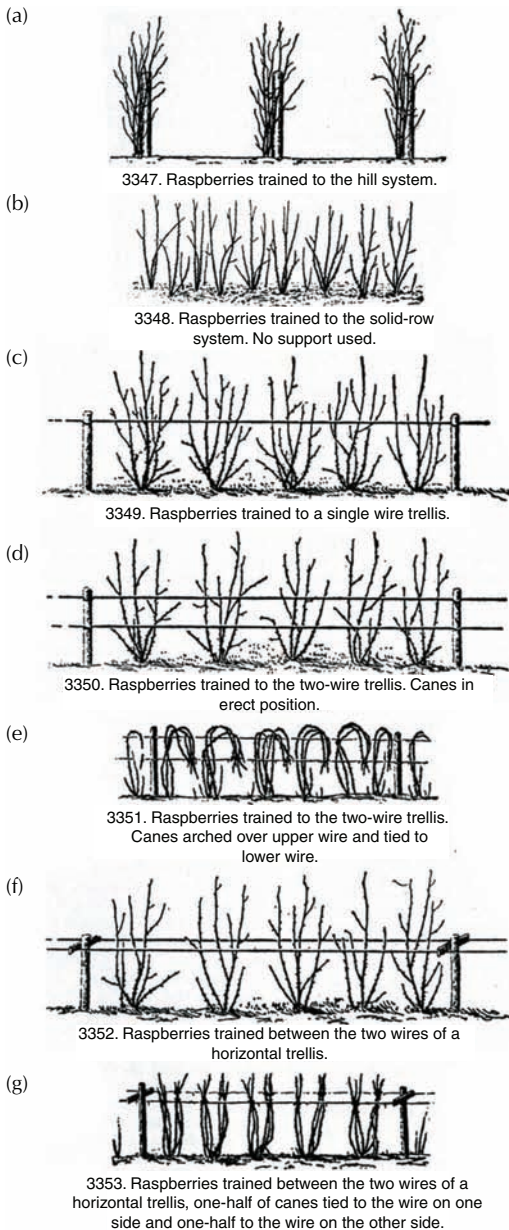 (a)
3347. Raspberries trained to the hill system.
(b)
3348. Raspberries trained to the solid-row
system. No support used.
(c)
3349. Raspberries trained to a single wire trellis.
(d)
3350. Raspberries trained to the two-wire trellis. Canes in
erect position.
(e)
3351. Raspberries trained to the two-wire trellis.
Canes arched over upper wire and tied to
lower wire.
(f)
3352. Raspberries trained between the two wires of a
horizontal trellis.
(g)
3353. Raspberries trained between the two wires of a
horizontal trellis, one-half of canes tied to the wire on one
side and one-half to the wire on the other side.